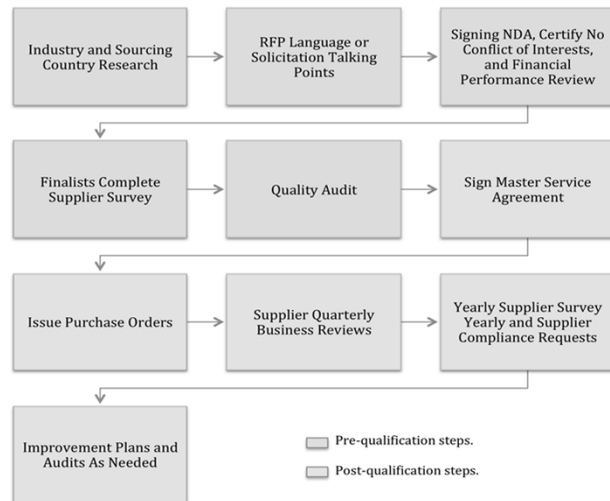 Industry and Sourcing
Country Research
RFP Language or
Solicitation Talking
Points
Signing NDA, Certify No
Conflict of Interests,
and Financial
Performance Review
Finalists Complete
Supplier Survey
Quality Audit
Sign Master Service
Agreement
Issue Purchase Orders
Supplier Quarterly
Business Reviews
Yearly Supplier Survey
Yearly and Supplier
Compliance Requests
Improvement Plans and
Audits As Needed
Pre-qualification steps.
Post-qualification steps.